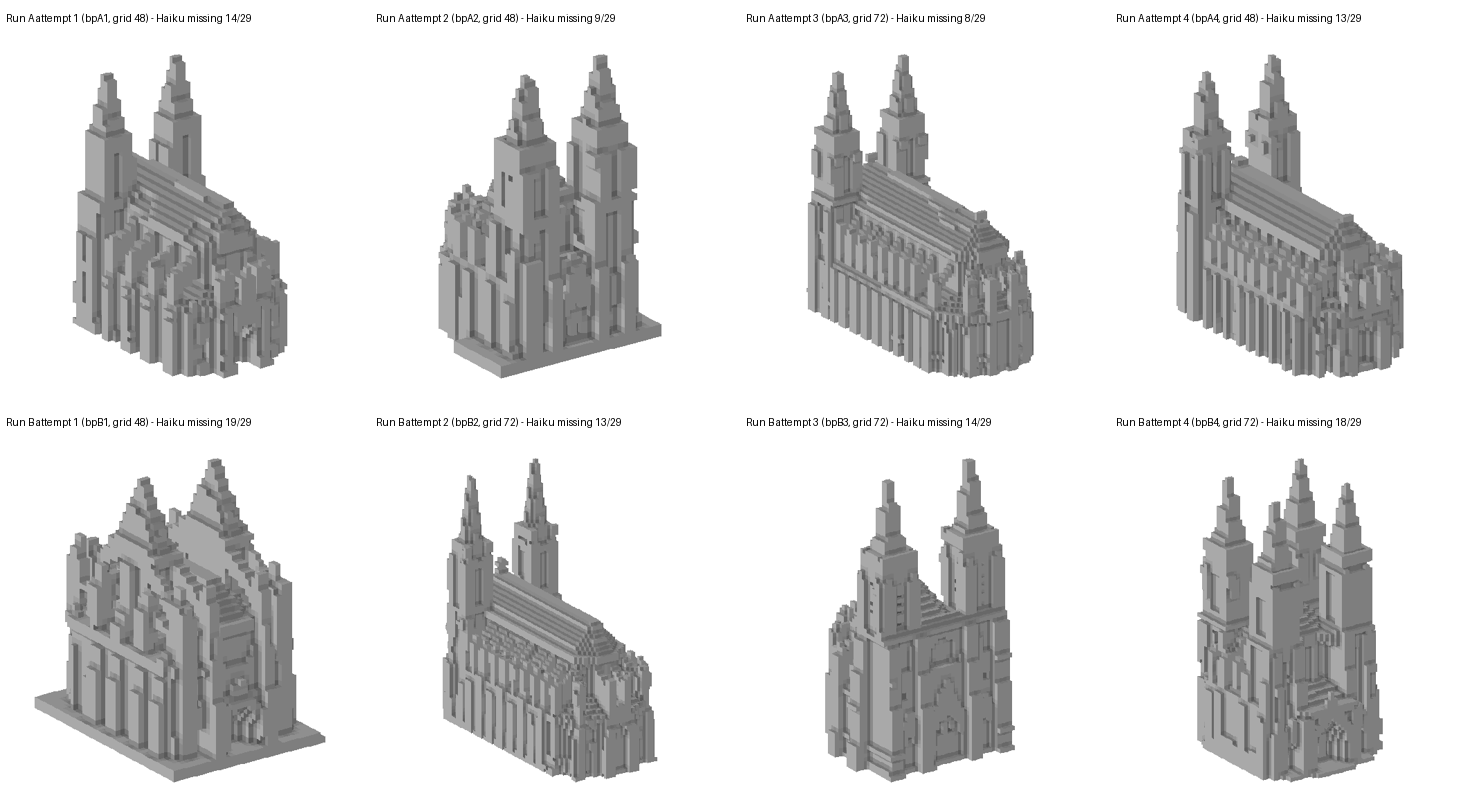 Run Aattempt 1 (bpA1, grid 48) - Haiku missing 14/29
Run Aattempt 2 (bpA2, grid 48) - Haiku missing 9/29
Run Aattempt 3 (bpA3, grid 72) - Haiku missing 8/29
Run Aattempt 4 (bpA4, grid 48) - Haiku missing 13/29
Run Battempt 1 (bpB1, grid 48) - Haiku missing 19/29
Run Battempt 2 (bpB2, grid 72) - Haiku missing 13/29
Run Battempt 3 (bpB3, grid 72) - Haiku missing 14/29
Run Battempt 4 (bpB4, grid 72) - Haiku missing 18/29